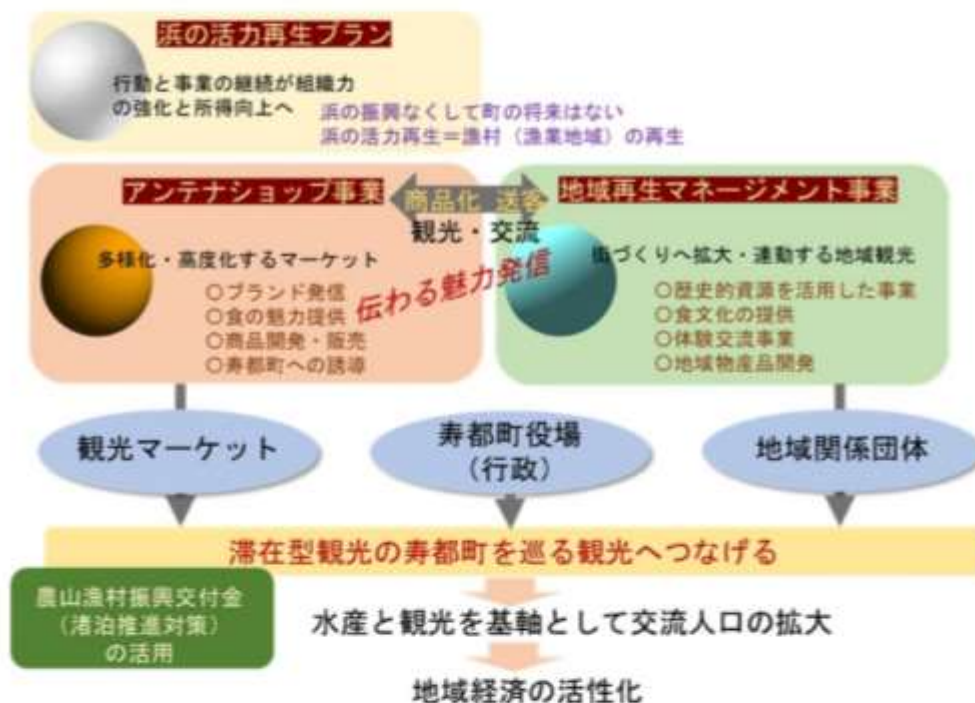 浜の活力再生プラン
行動と事業の継続が組織力
の強化と所得向上へ
浜の振興なくして町の将来はない
浜の活力再生＝漁村（漁業地域）の再生
アンテナショップ事業
商品化 送客
地域再生マネージメント事業
観光・交流
多様化・高度化するマーケット
街づくりへ拡大・連動する地域観光
伝わる魅力発信
○ブランド発信
○食の魅力提供
○商品開発・販売
○寿都町への誘導
○歴史的資源を活用した事業
○食文化の提供
○体験交流事業
○地域物産品開発
観光マーケット
寿都町役場
（行政）
地域関係団体
滞在型観光の寿都町を巡る観光へつなげる
農山漁村振興交付金
（渚泊推進対策）
の活用
水産と観光を基軸として交流人口の拡大
地域経済の活性化